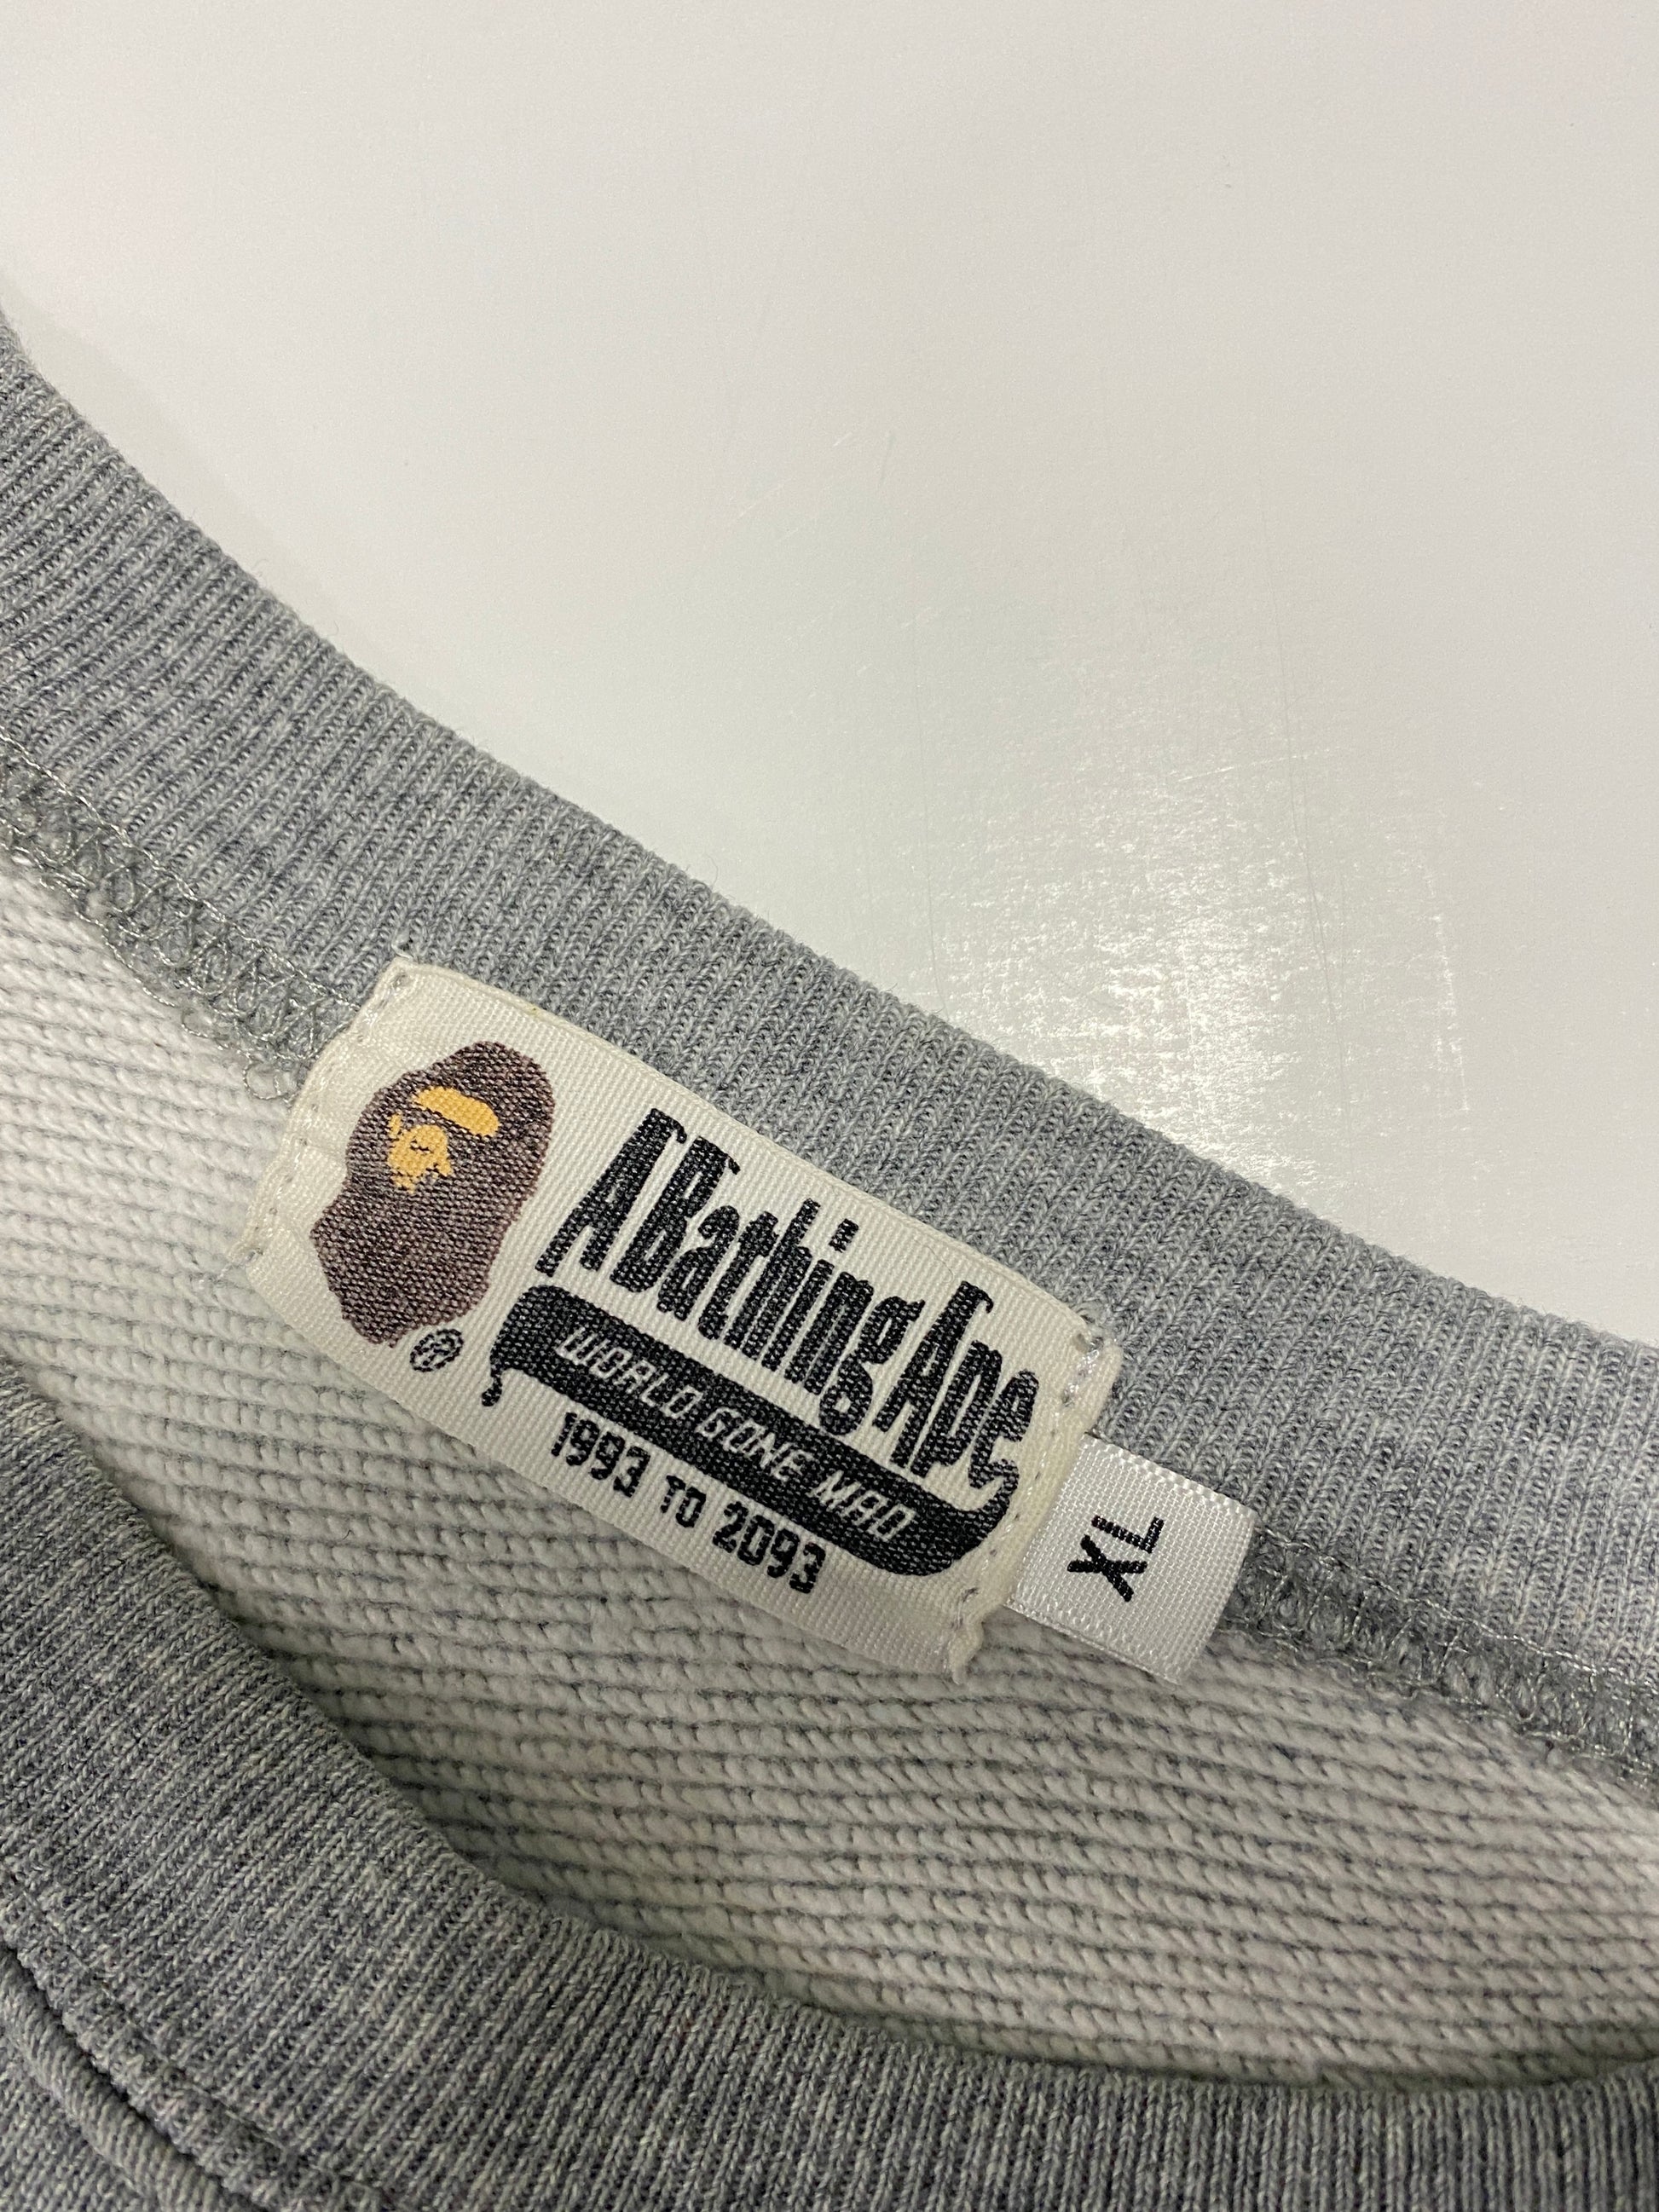 A Bathing Ape
WORLD GONE MAD
1993 TO 2093
®
XL